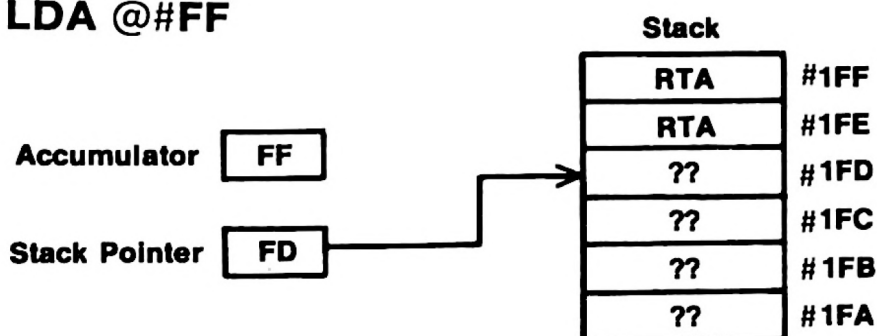 LDA @#FF
Stack
RTA #1FF
RTA #1FE
Accumulator FF
?? #1FD
?? #1FC
Stack Pointer FD
?? #1FB
?? #1FA